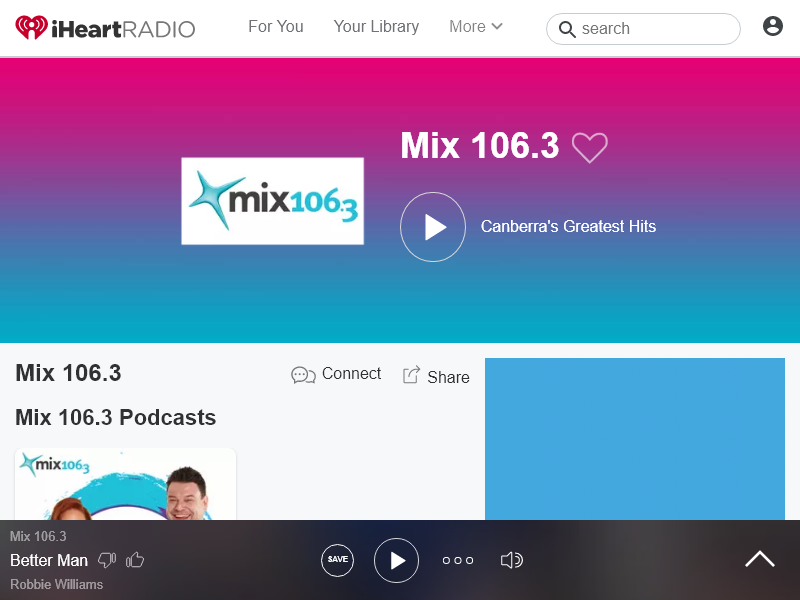 iHeartRADIO
For You
Your Library
More
search
mix106.3
Mix 106.3
Canberra's Greatest Hits
Mix 106.3
Connect
Share
Mix 106.3 Podcasts
mix106.3
Mix 106.3
Better Man
Robbie Williams
SAVE